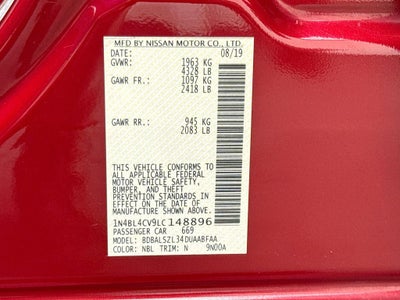 MFD BY NISSAN MOTOR CO., LTD.
DATE: 08/19
GVWR: 1963 KG
4328 LB
GAWR FR.: 1097 KG
2418 LB
GAWR RR.: 945 KG
2083 LB
THIS VEHICLE CONFORMS TO
ALL APPLICABLE FEDERAL
MOTOR VEHICLE SAFETY,
BUMPER, AND THEFT
PREVENTION STANDARDS IN
EFFECT ON THE DATE OF
MANUFACTURE SHOWN ABOVE.
1N4BL4CV9LC148896
PASSENGER CAR 669
MODEL: BDBALSZL34DUAABFAA
COLOR: NBL TRIM: N 9N00A